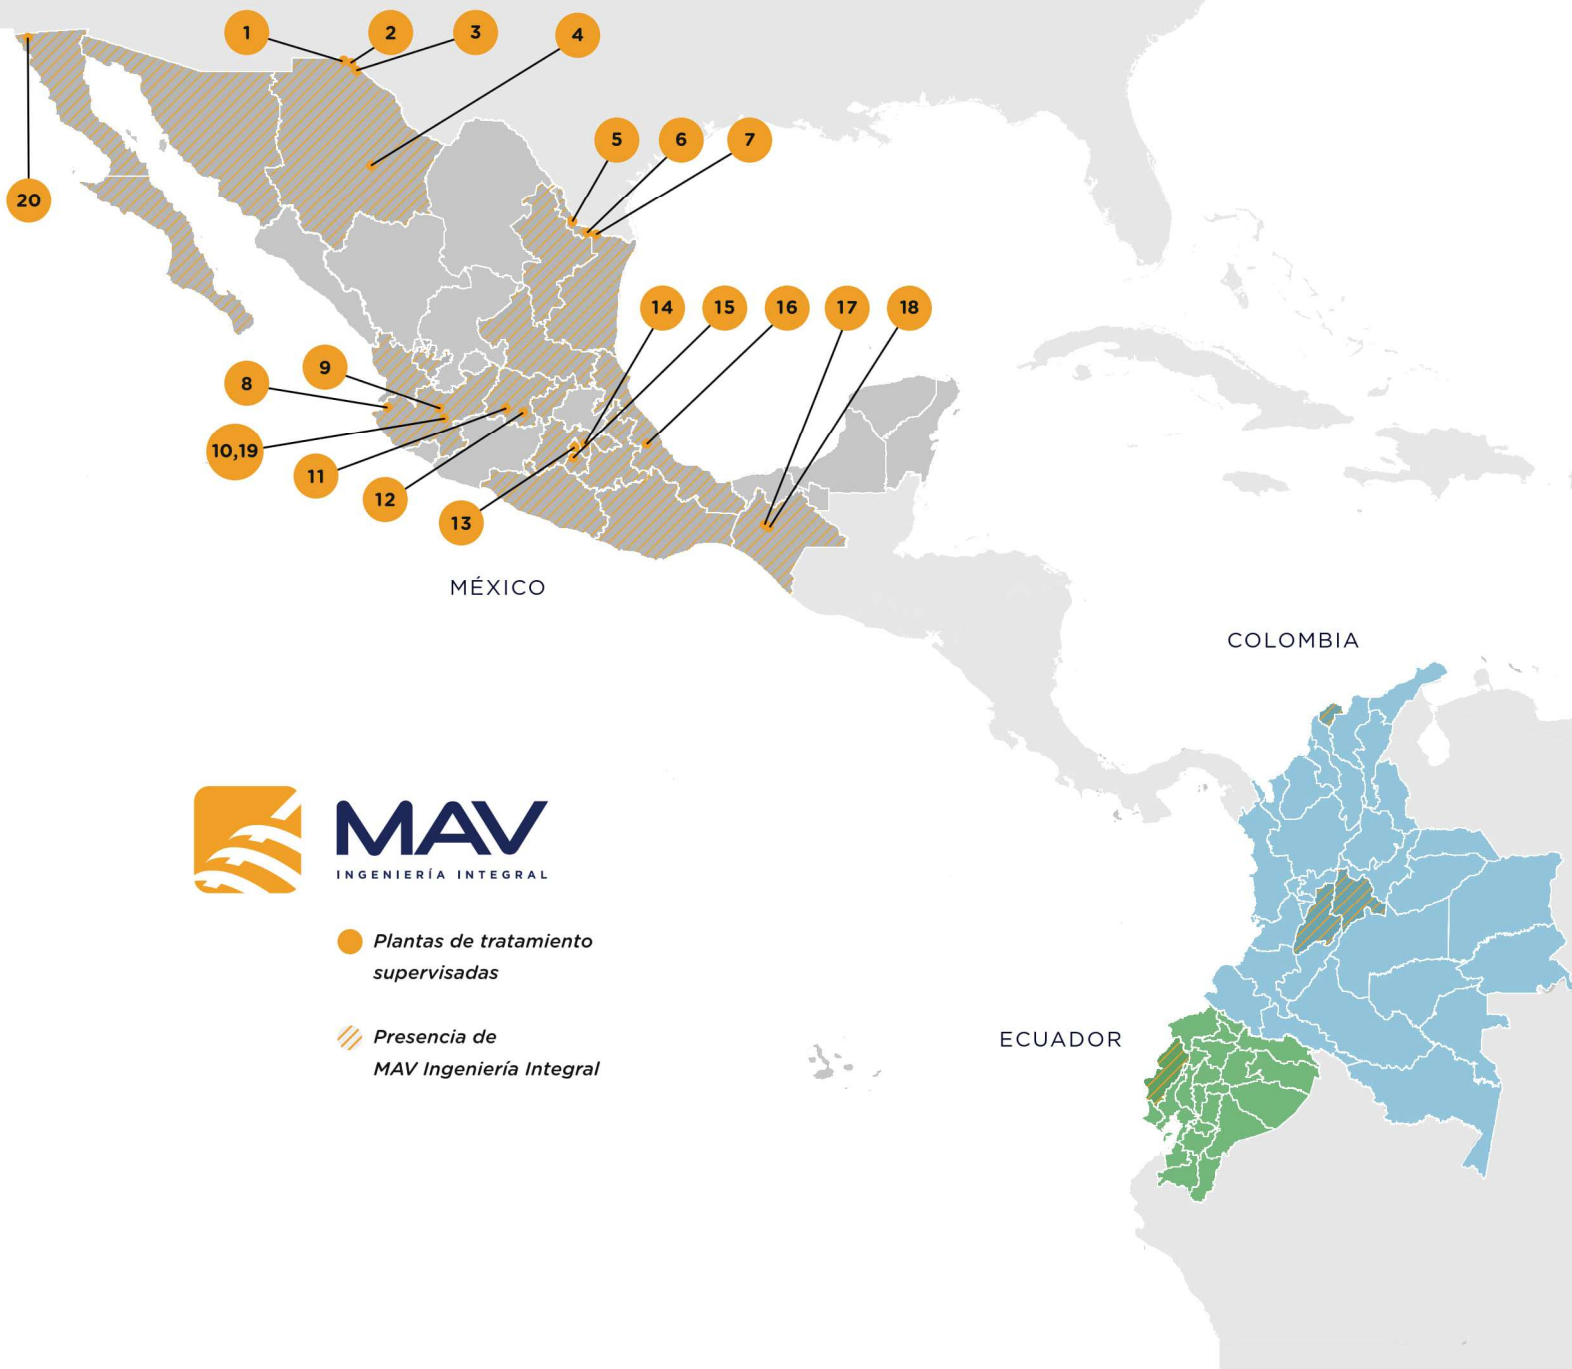 1
2
3
4
5
6
7
20
14
15
16
17
18
9
8
10,19
11
12
13
MÉXICO
COLOMBIA
MAV
INGENIERÍA INTEGRAL
Plantas de tratamiento
supervisadas
Presencia de
MAV Ingeniería Integral
ECUADOR